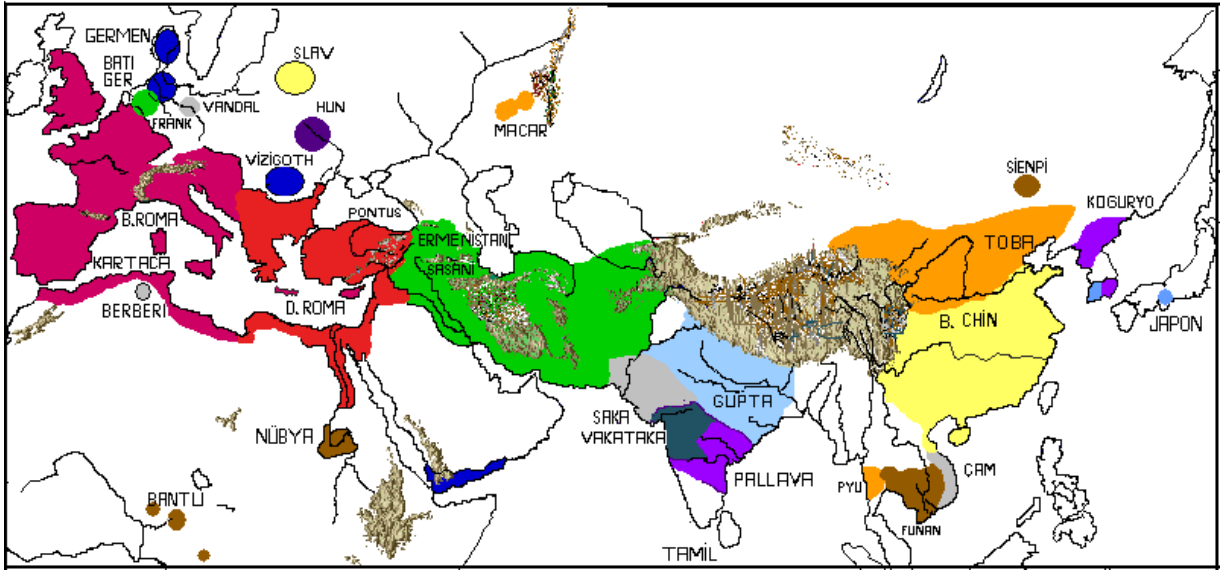 GERMEN
BATI
GER
SLAV
VANDAL
FRANK
HUN
MACAR
VİZİGOTH
SİENPİ
KOGURYO
B.ROMA
PONTUS
ERMENİSTAN
TOBA
KARTACA
SASANİ
BERBERİ
D.ROMA
B. CHİN
JAPON
GUPTA
SAKA
VAKATAKA
NÜBYA
PALLAVA
PYU
ÇAM
BANTU
FUNAN
TAMİL